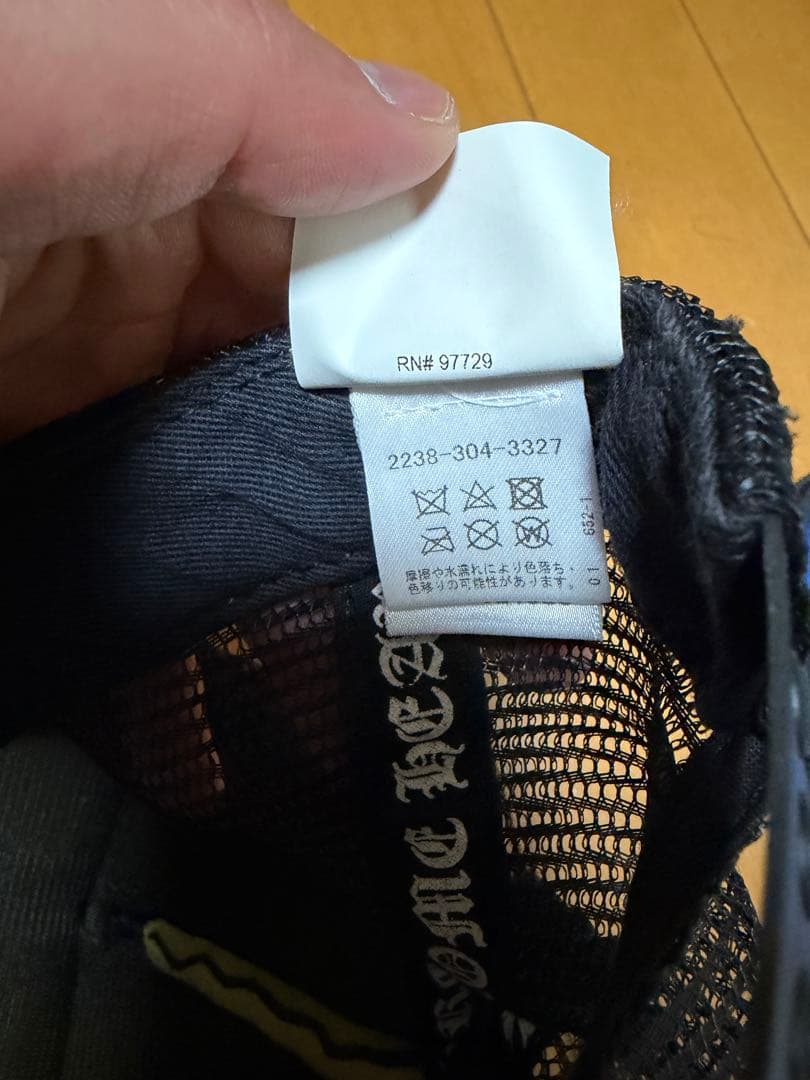 RN# 97729
2238-304-3327
摩擦や水濡れにより色落ち・
色移りの可能性があります。
01
652-1
W